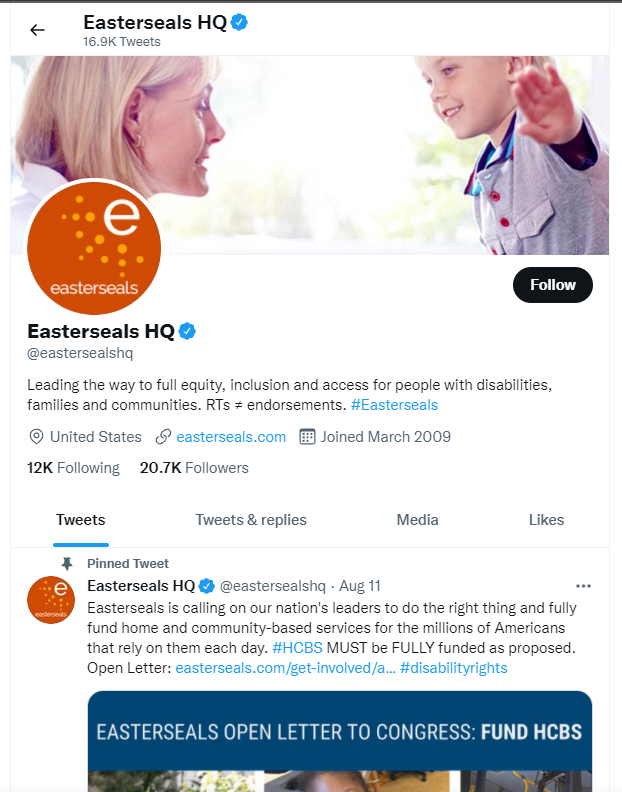 Easterseals HQ
16.9K Tweets
e
easterseals
Follow
Easterseals HQ
@eastersealshq
Leading the way to full equity, inclusion and access for people with disabilities,
families and communities. RTs ≠ endorsements. #Easterseals
United States easterseals.com Joined March 2009
12K Following 20.7K Followers
Tweets Tweets & replies Media Likes
Pinned Tweet
Easterseals HQ @eastersealshq · Aug 11
e
easterseals
Easterseals is calling on our nation's leaders to do the right thing and fully
fund home and community-based services for the millions of Americans
that rely on them each day. #HCBS MUST be FULLY funded as proposed.
Open Letter: easterseals.com/get-involved/a... #disabilityrights
EASTERSEALS OPEN LETTER TO CONGRESS: FUND HCBS